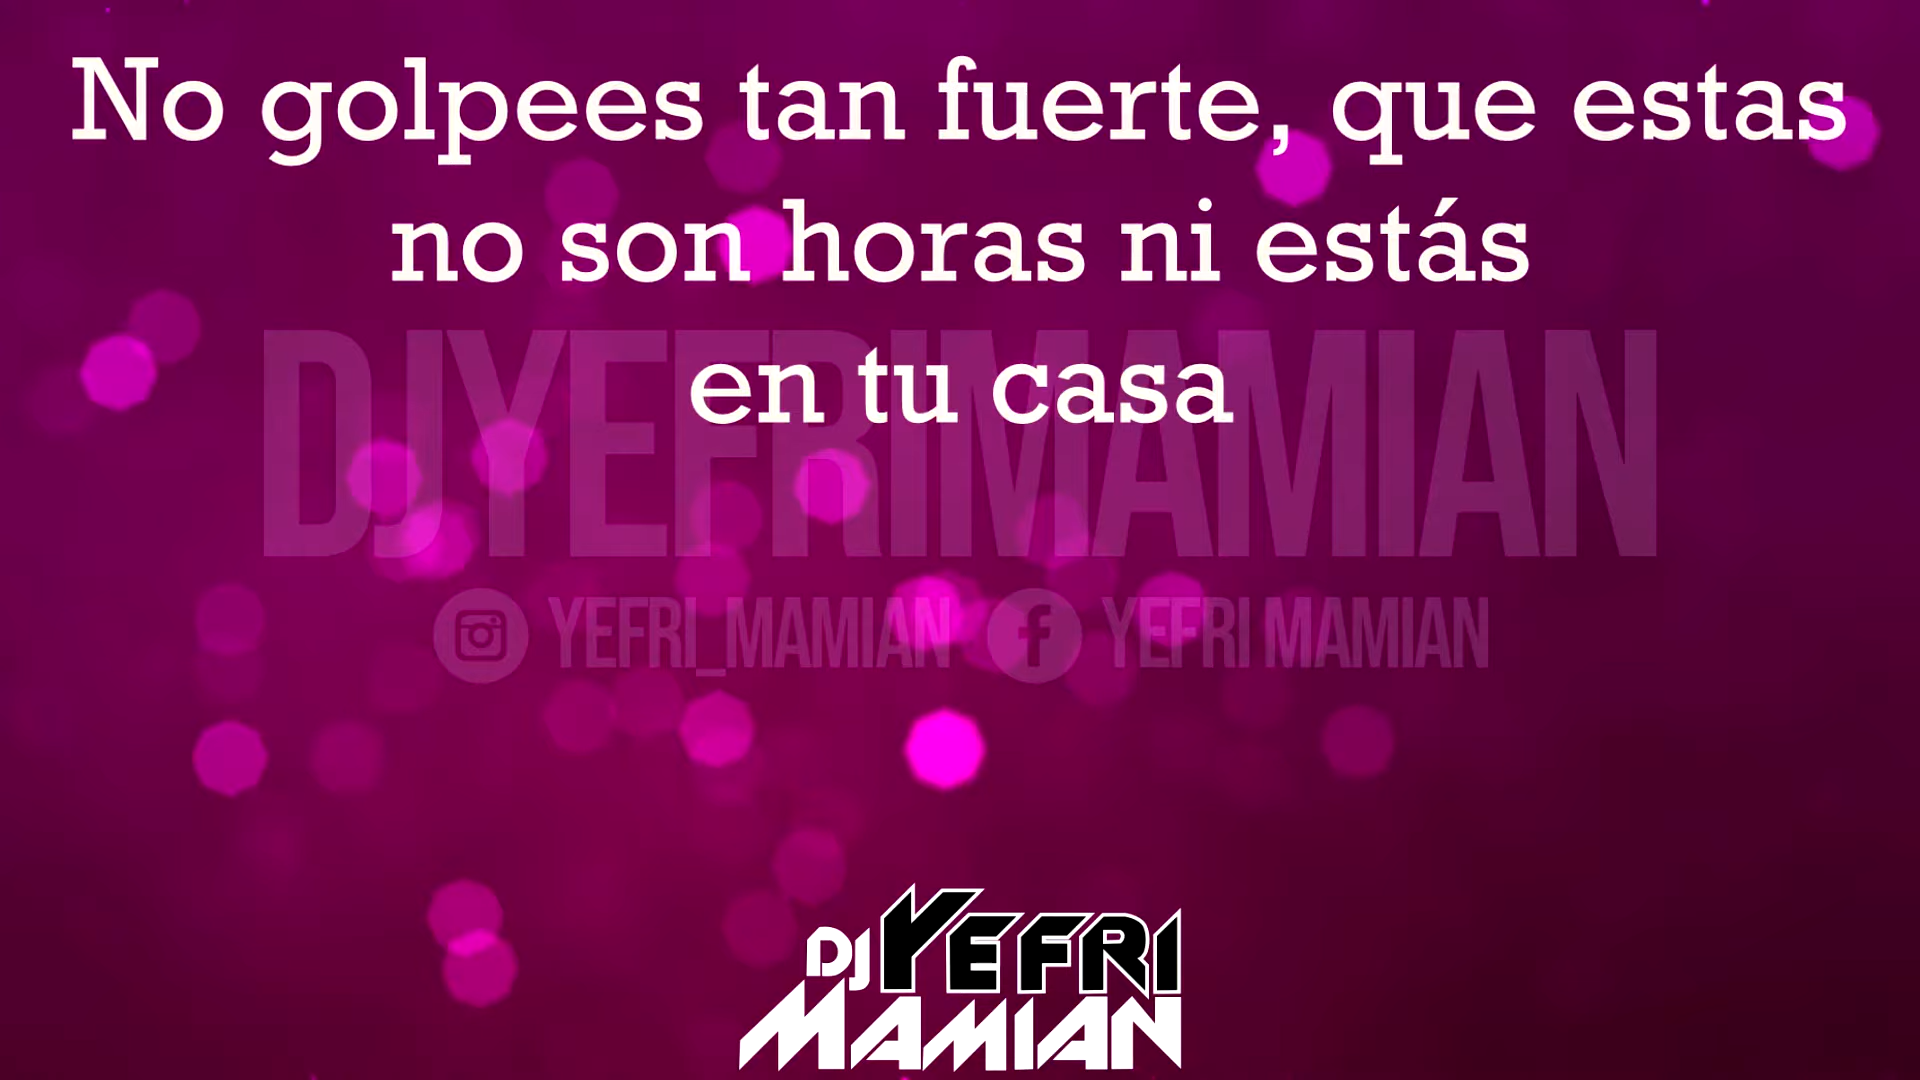 No golpees tan fuerte, que estas
no son horas ni estás
en tu casa
DJYEFRIMAMIAN
YEFRI_MAMIAN YEFRI MAMIAN
DJ YEFRI
MAMIAN